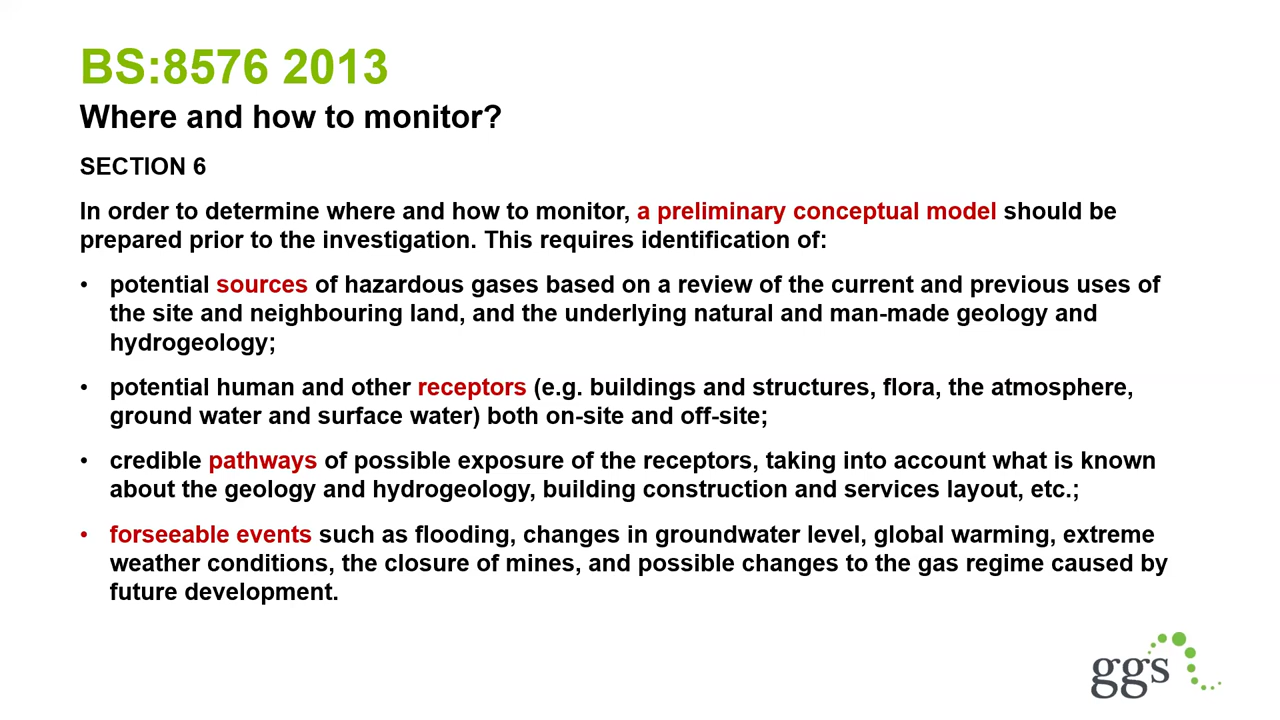 BS:8576 2013
Where and how to monitor?
SECTION 6
In order to determine where and how to monitor, a preliminary conceptual model should be
prepared prior to the investigation. This requires identification of:
• potential sources of hazardous gases based on a review of the current and previous uses of
the site and neighbouring land, and the underlying natural and man-made geology and
hydrogeology;
• potential human and other receptors (e.g. buildings and structures, flora, the atmosphere,
ground water and surface water) both on-site and off-site;
• credible pathways of possible exposure of the receptors, taking into account what is known
about the geology and hydrogeology, building construction and services layout, etc.;
• forseeable events such as flooding, changes in groundwater level, global warming, extreme
weather conditions, the closure of mines, and possible changes to the gas regime caused by
future development.
ggs